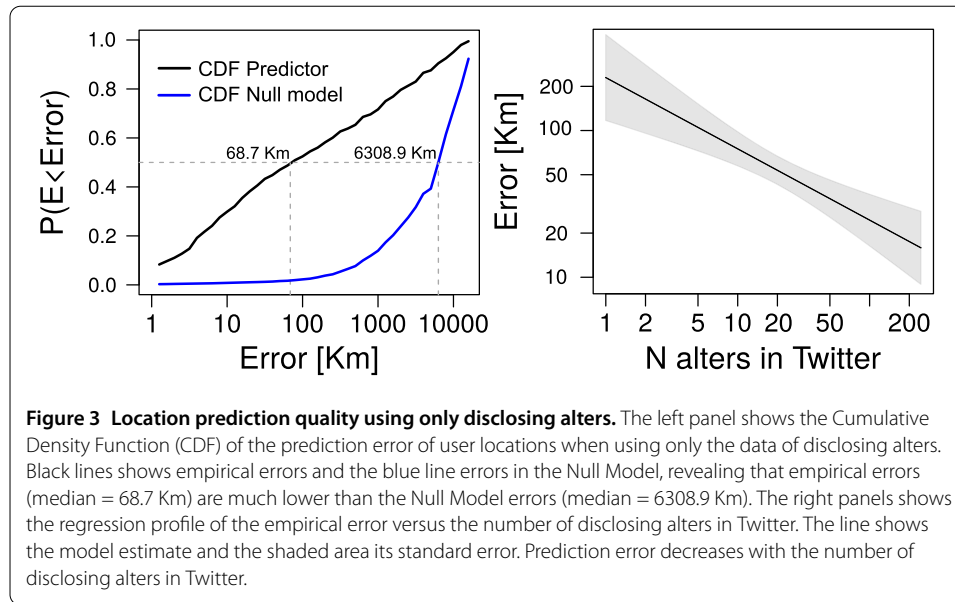 P(E<Error)
1.0
0.8
0.6
0.4
0.2
0.0
CDF Predictor
CDF Null model
68.7 Km
6308.9 Km
1 10 100 1000 10000
Error [Km]
Error [Km]
200
100
50
20
10
1 2 5 10 20 50 200
N alters in Twitter
Figure 3 Location prediction quality using only disclosing alters. The left panel shows the Cumulative
Density Function (CDF) of the prediction error of user locations when using only the data of disclosing alters.
Black lines shows empirical errors and the blue line errors in the Null Model, revealing that empirical errors
(median = 68.7 Km) are much lower than the Null Model errors (median = 6308.9 Km). The right panels shows
the regression profile of the empirical error versus the number of disclosing alters in Twitter. The line shows
the model estimate and the shaded area its standard error. Prediction error decreases with the number of
disclosing alters in Twitter.